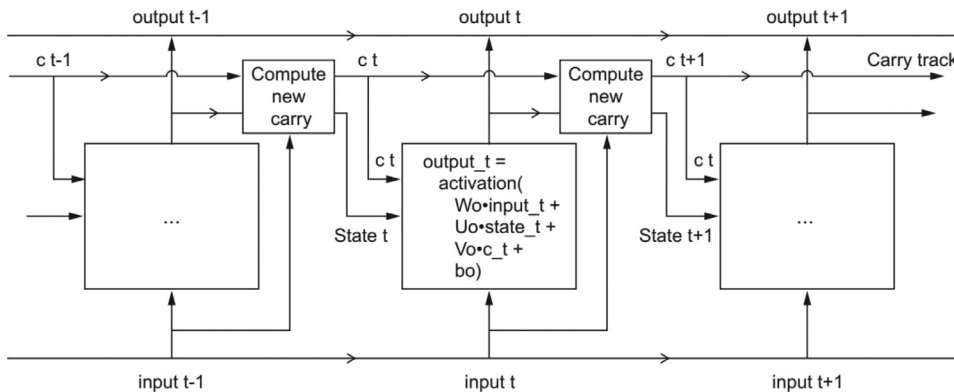 output t-1
output t
output t+1
c t-1
Compute
new
carry
c t
Compute
new
carry
c t+1
Carry track
...
c t
output_t =
activation(
Wo•input_t +
Uo•state_t +
Vo•c_t +
bo)
c t
...
State t
State t+1
input t-1
input t
input t+1